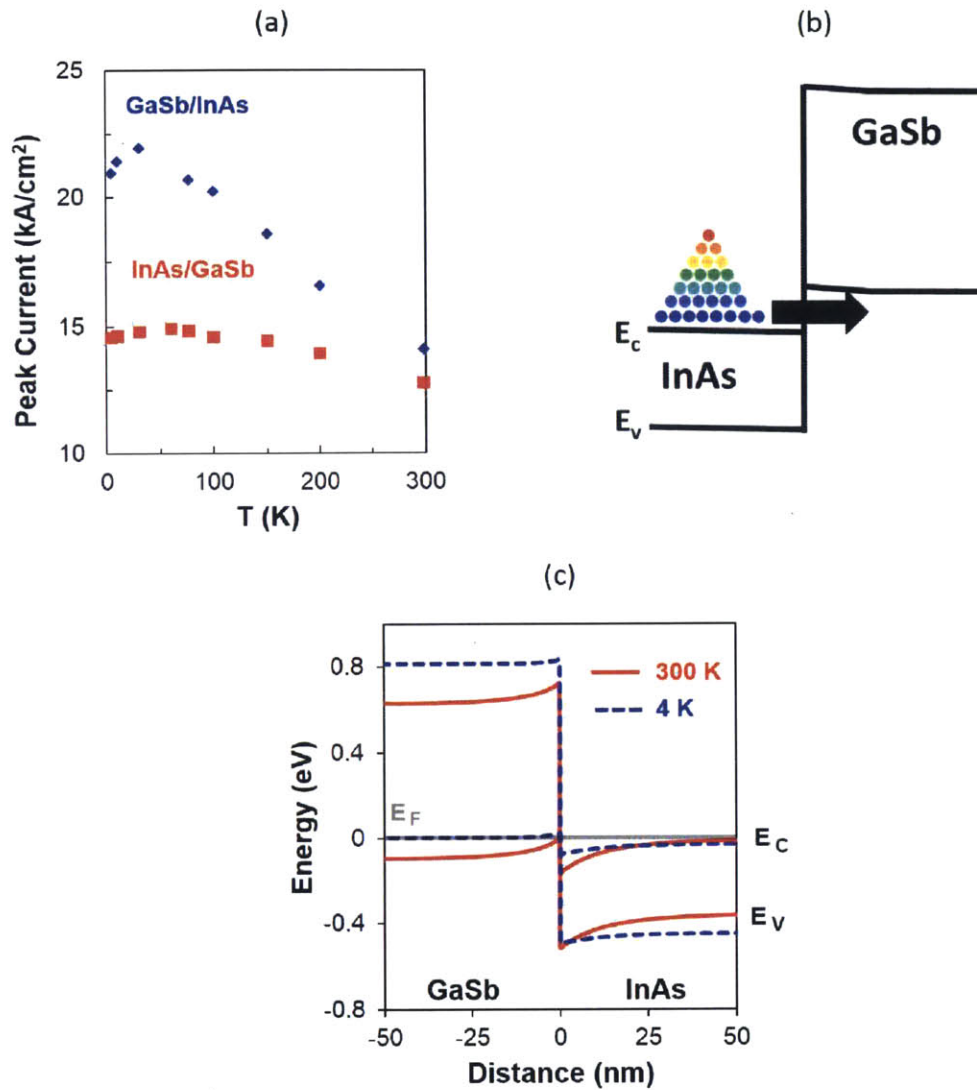 (a)
25
20
15
10
Peak Current (kA/cm²)
GaSb/InAs
InAs/GaSb
0
100
200
300
T (K)
(b)
GaSb
Ec
InAs
Ev
(c)
0.8
0.4
0
-0.4
-0.8
Energy (eV)
300 K
4 K
EF
EC
EV
GaSb
InAs
-50
-25
0
25
50
Distance (nm)